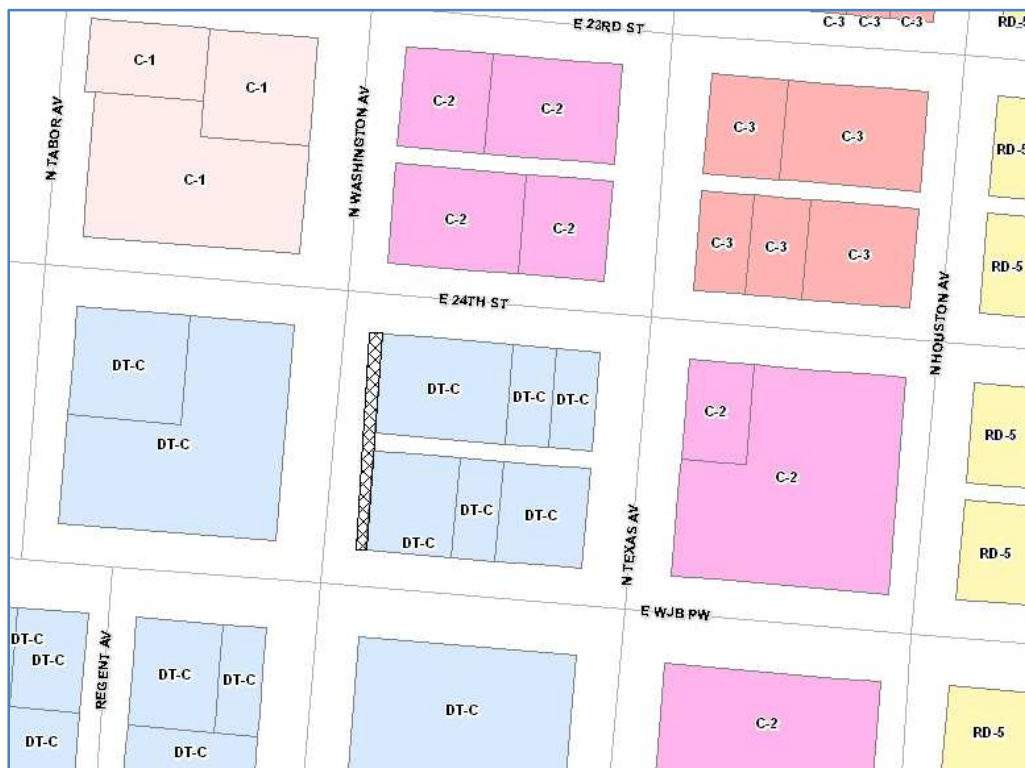 E 23RD ST
C-3
C-3
C-3
RD-5
C-1
C-1
C-2
C-2
C-3
C-3
RD-5
N TABOR AV
N WASHINGTON AV
C-1
C-2
C-2
C-3
C-3
C-3
RD-5
E 24TH ST
N HOUSTON AV
DT-C
DT-C
DT-C
DT-C
DT-C
C-2
C-2
RD-5
DT-C
DT-C
DT-C
N TEXAS AV
RD-5
E WJB PW
DT-C
DT-C
REGENT AV
DT-C
DT-C
DT-C
C-2
RD-5
DT-C
DT-C